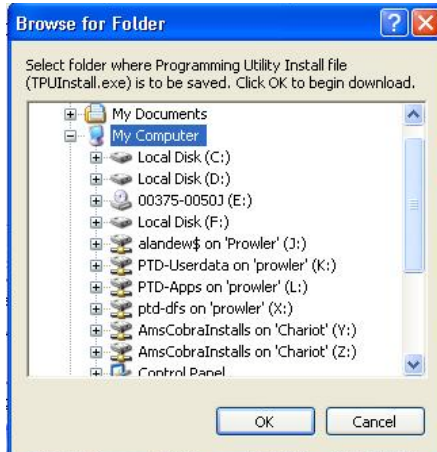 Browse for Folder
Select folder where Programming Utility Install file
(TPUInstall.exe) is to be saved. Click OK to begin download.
My Documents
My Computer
Local Disk (C:)
Local Disk (D:)
00375-0050J (E:)
Local Disk (F:)
alandew$ on 'Prowler' (J:)
PTD-Userdata on 'prowler' (K:)
PTD-Apps on 'prowler' (L:)
ptd-dfs on 'prowler' (X:)
AmsCobraInstalls on 'Chariot' (Y:)
AmsCobraInstalls on 'Chariot' (Z:)
Control Panel
OK
Cancel